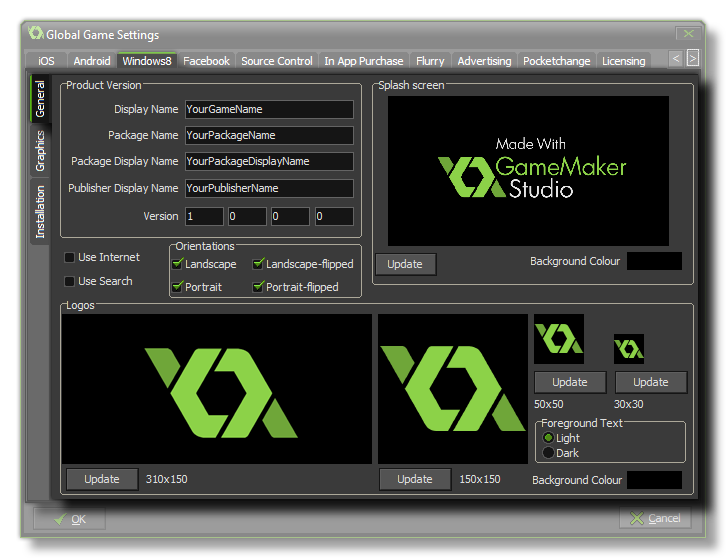 Global Game Settings
iOS Android Windows8 Facebook Source Control In App Purchase Flurry Advertising Pocketchange Licensing < >
General
Graphics
Installation
Product Version
Display Name YourGameName
Package Name YourPackageName
Package Display Name YourPackageDisplayName
Publisher Display Name YourPublisherName
Version 1 0 0 0
Use Internet
Use Search
Orientations
Landscape Landscape-flipped
Portrait Portrait-flipped
Splash screen
Made With
GameMaker
Studio
Update Background Colour
Logos
Update 310x150
Update 150x150
Update Update
50x50 30x30
Foreground Text
Light
Dark
Background Colour
OK Cancel